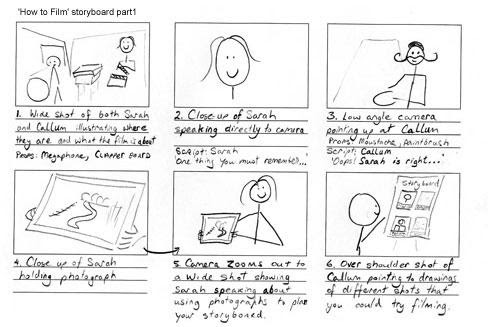 'How to Film' storyboard part1
1. Wide shot of both Sarah
and Callum illustrating where
they are and what the film is about
Props: Megaphone, CLAPPER BOARD
2. Close up of Sarah
speaking directly to camera
Script: Sarah
'One thing you must remember...'
3. Low angle camera
pointing up at Callum
Props: Moustache, Paintbrush
Script: Callum
'Oops! Sarah is right...'
4. Close up of Sarah
holding photograph
5. Camera zooms out to
a wide shot showing
Sarah speaking about
using photographs to plan
your storyboned.
Storyboard
6. Over shoulder shot of
Callum pointing to drawings
of different shots that
you could try filming.